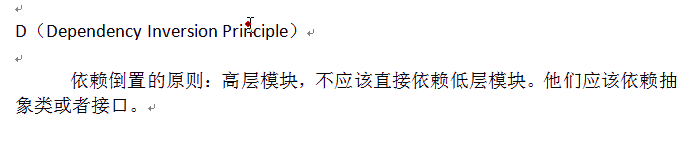 D（Dependency Inversion Principle）
依赖倒置的原则：高层模块，不应该直接依赖低层模块。他们应该依赖抽
象类或者接口。